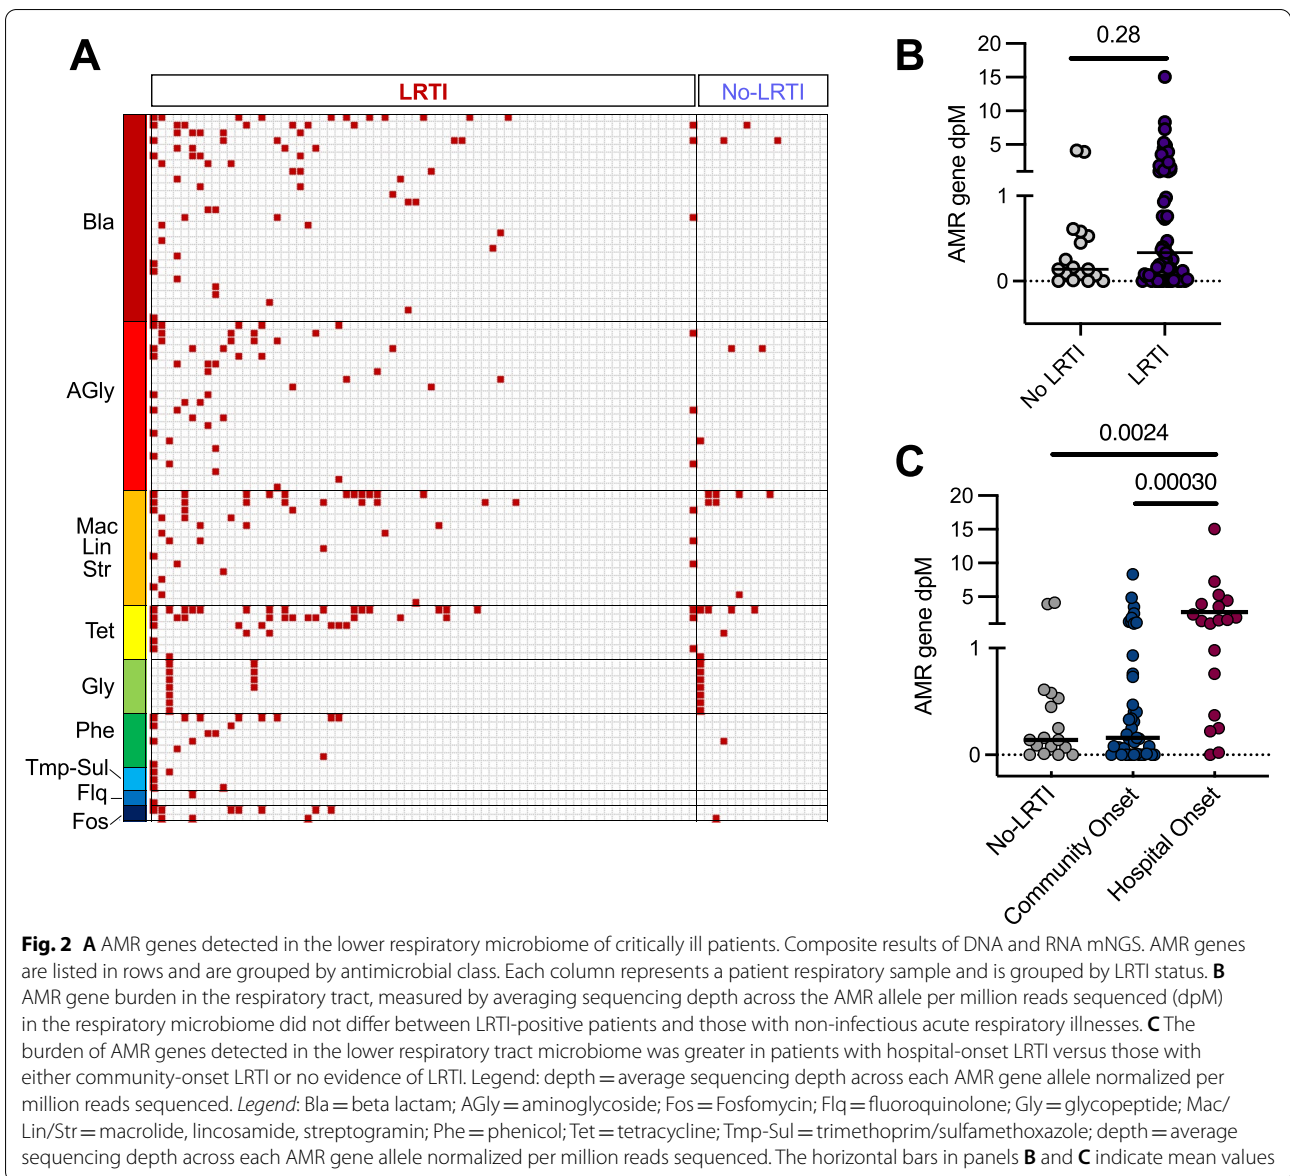 A
LRTI
No-LRTI
Bla
AGly
Mac
Lin
Str
Tet
Gly
Phe
Tmp-Sul
Flq
Fos
B
0.28
AMR gene dpM
20
15
10
5
1
0
No LRTI
LRTI
C
0.0024
0.00030
AMR gene dpM
20
15
10
5
1
0
No-LRTI
Community Onset
Hospital Onset
Fig. 2 A AMR genes detected in the lower respiratory microbiome of critically ill patients. Composite results of DNA and RNA mNGS. AMR genes
are listed in rows and are grouped by antimicrobial class. Each column represents a patient respiratory sample and is grouped by LRTI status. B
AMR gene burden in the respiratory tract, measured by averaging sequencing depth across the AMR allele per million reads sequenced (dpM)
in the respiratory microbiome did not differ between LRTI-positive patients and those with non-infectious acute respiratory illnesses. C The
burden of AMR genes detected in the lower respiratory tract microbiome was greater in patients with hospital-onset LRTI versus those with
either community-onset LRTI or no evidence of LRTI. Legend: depth = average sequencing depth across each AMR gene allele normalized per
million reads sequenced. Legend: Bla = beta lactam; AGly = aminoglycoside; Fos = Fosfomycin; Flq = fluoroquinolone; Gly = glycopeptide; Mac/
Lin/Str = macrolide, lincosamide, streptogramin; Phe = phenicol; Tet = tetracycline; Tmp-Sul = trimethoprim/sulfamethoxazole; depth = average
sequencing depth across each AMR gene allele normalized per million reads sequenced. The horizontal bars in panels B and C indicate mean values